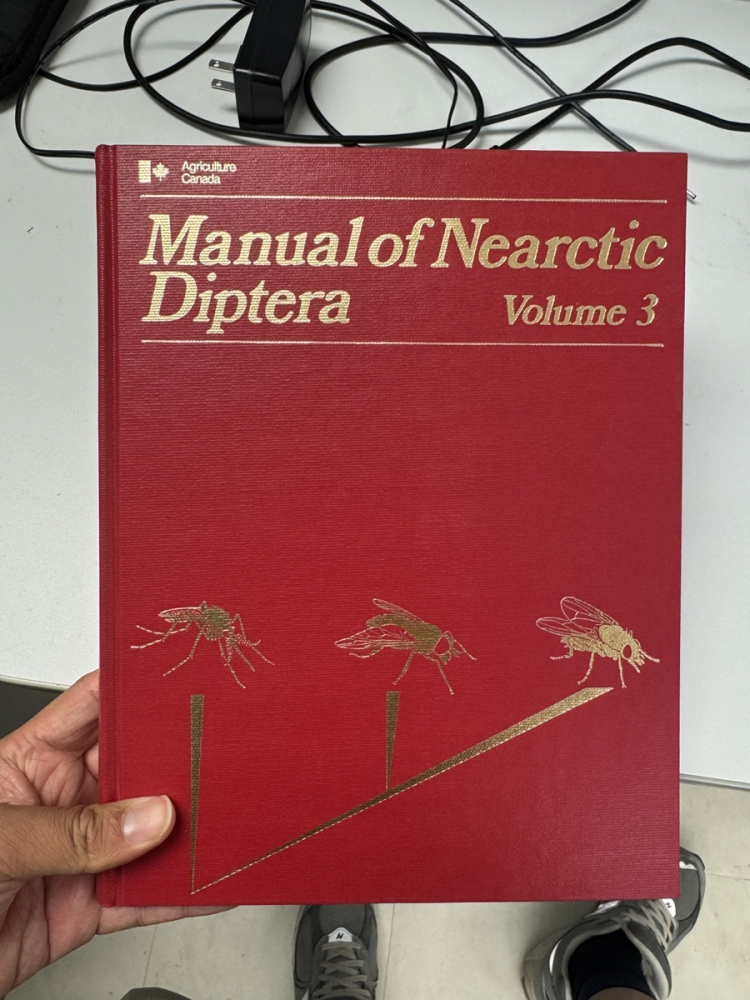 Agriculture
Canada
Manual of Nearctic
Diptera
Volume 3
N